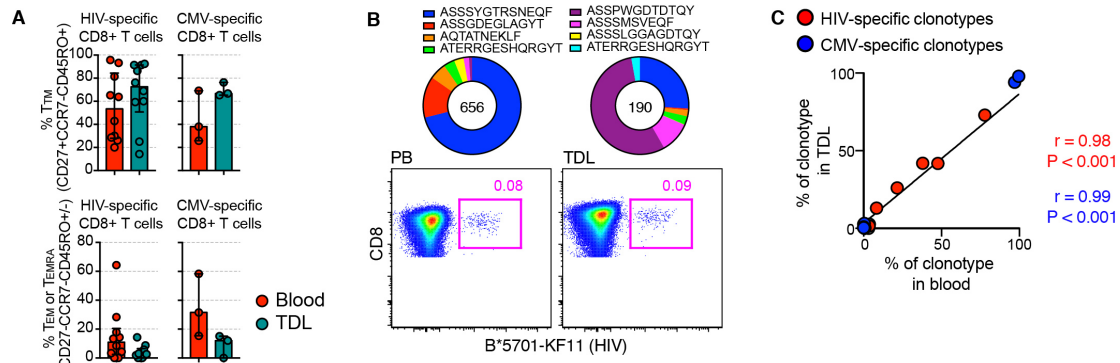 A
HIV-specific
CD8+ T cells
CMV-specific
CD8+ T cells
% TTM
(CD27+CCR7-CD45RO+)
100
80
60
40
20
0
HIV-specific
CD8+ T cells
CMV-specific
CD8+ T cells
% TEM or TEMRA
CD27-CCR7-CD45RO+/-)
80
60
40
20
0
Blood
TDL
B
ASSSYGTRSNEQF
ASSGDEGLAGYT
AQTATNEKLF
ATERRGESHQRGYT
ASSPWGDTDTQY
ASSSMSVEQF
ASSSLGGAGDTQY
ATERRGESHQRGYT
656
190
PB
TDL
0.08
0.09
CD8
B*5701-KF11 (HIV)
C
HIV-specific clonotypes
CMV-specific clonotypes
% of clonotype
in TDL
100
50
0
0
50
100
% of clonotype
in blood
r = 0.98
P < 0.001
r = 0.99
P < 0.001